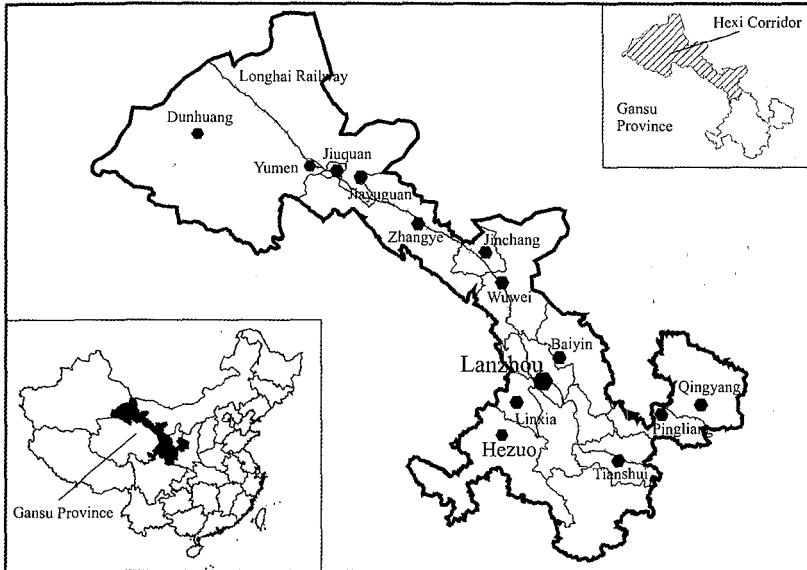 Hexi Corridor
Gansu
Province
Longhai Railway
Dunhuang
Yumen
Jiuquan
Jiayuguan
Zhangye
Jinchang
Wuwei
Baiyin
Lanzhou
Linxia
Hezuo
Qingyang
Pingliang
Tianshui
Gansu Province